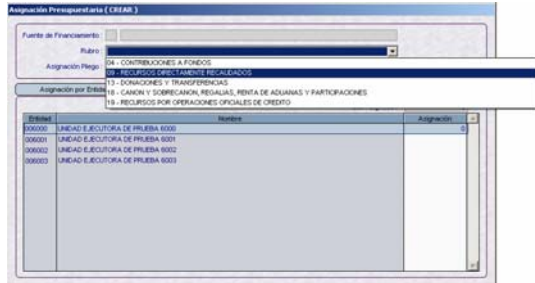 Asignación Presupuestaria ( CREAR )
Fuente de Financiamiento:
Rubro:
Asignación Pliego:
04 - CONTRIBUCIONES A FONDOS
09 - RECURSOS DIRECTAMENTE RECAUDADOS
13 - DONACIONES Y TRANSFERENCIAS
18 - CANON Y SOBRECANON, REGALIAS, RENTA DE ADUANAS Y PARTICIPACIONES
19 - RECURSOS POR OPERACIONES OFICIALES DE CREDITO
Asignación por Entida
Entidad Nombre Asignación
006000 UNIDAD EJECUTORA DE PRUEBA 6000 0
006001 UNIDAD EJECUTORA DE PRUEBA 6001
006002 UNIDAD EJECUTORA DE PRUEBA 6002
006003 UNIDAD EJECUTORA DE PRUEBA 6003